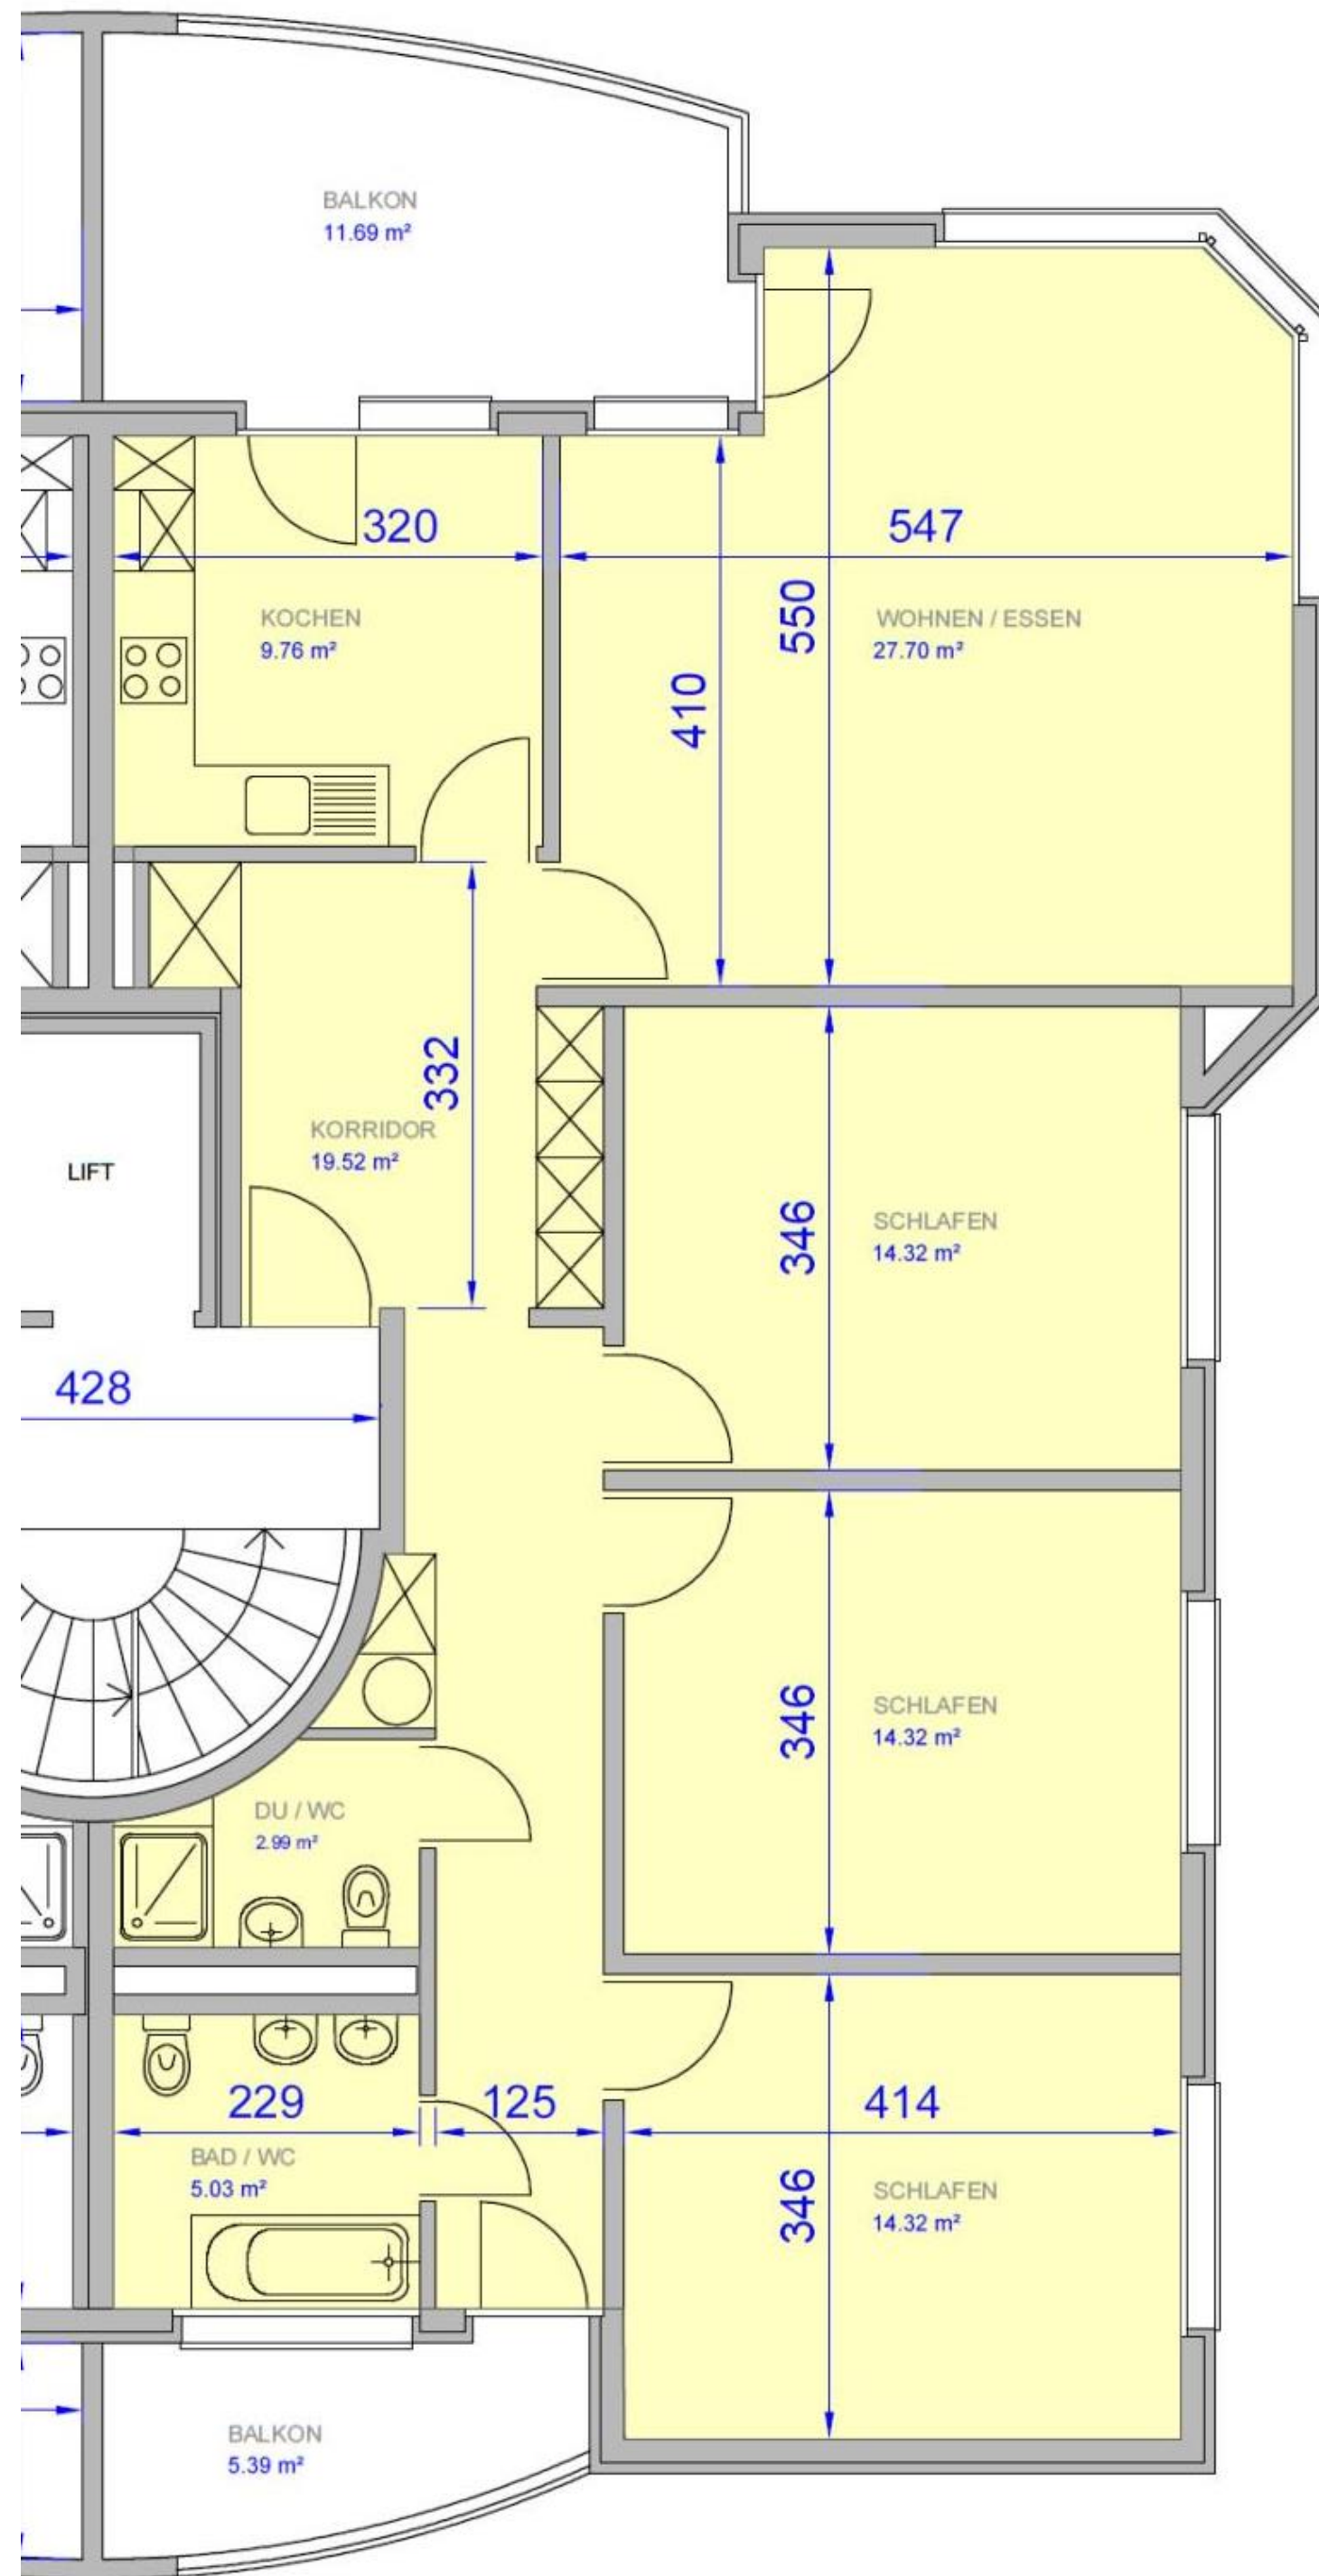 BALKON
11.69 m²
320
547
KOCHEN
9.76 m²
550
WOHNEN / ESSEN
27.70 m²
410
332
KORRIDOR
19.52 m²
LIFT
346
SCHLAFEN
14.32 m²
428
346
SCHLAFEN
14.32 m²
DU / WC
2.99 m²
229
125
414
BAD / WC
5.03 m²
346
SCHLAFEN
14.32 m²
BALKON
5.39 m²